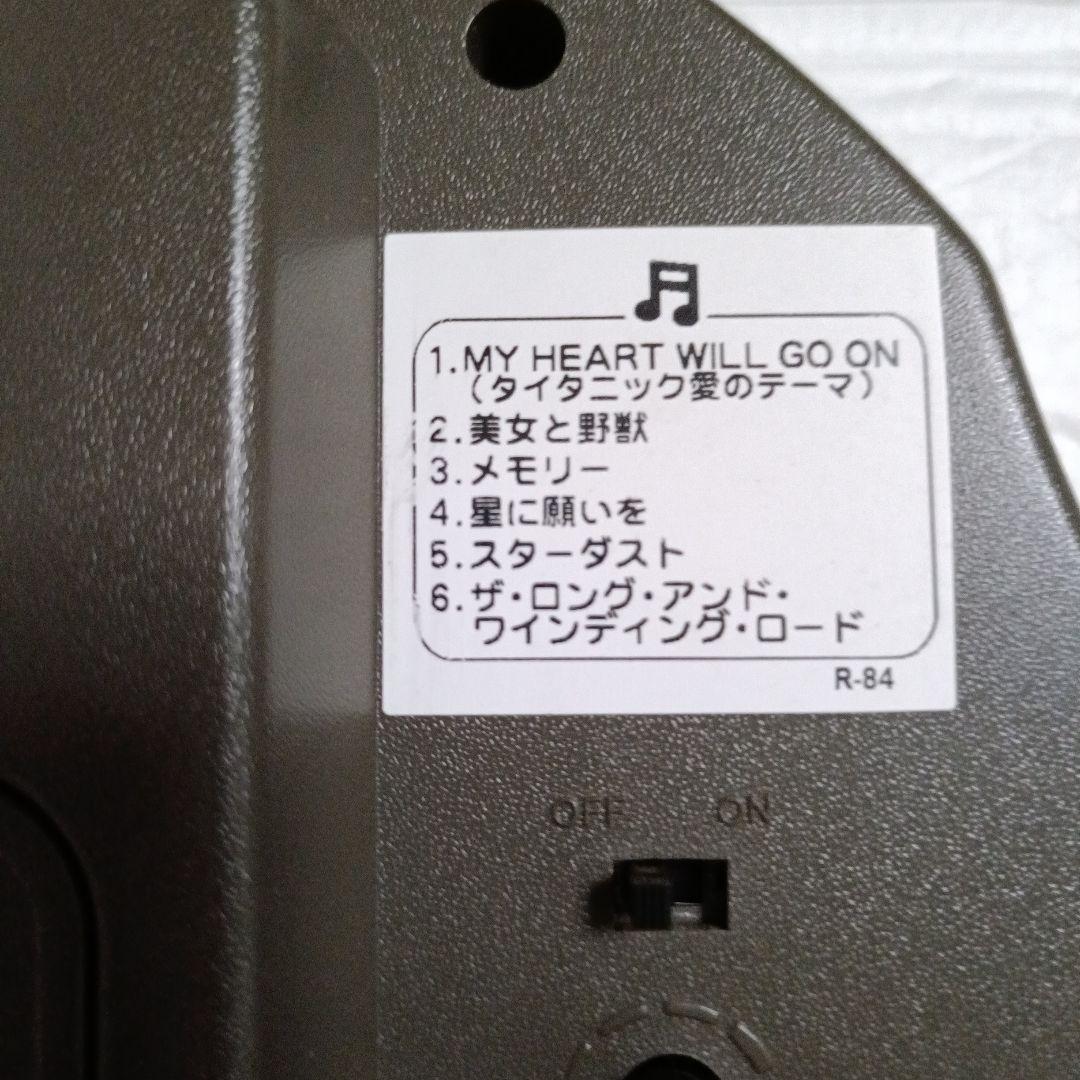 1.MY HEART WILL GO ON
（タイタニック愛のテーマ）
2.美女と野獣
3.メモリー
4.星に願いを
5.スターダスト
6.ザ・ロング・アンド・
ワインディング・ロード
R-84
OFF ON